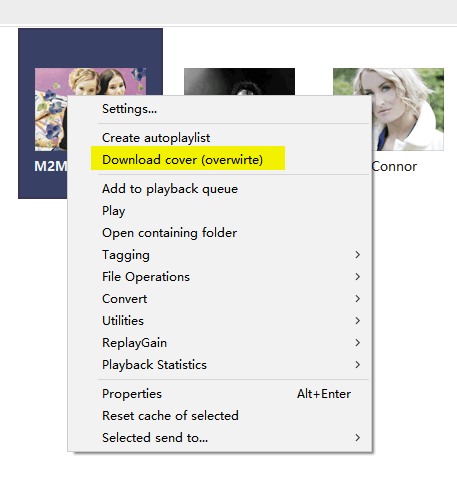 Settings...
Create autoplaylist
Download cover (overwirte)
M2M
Connor
Add to playback queue
Play
Open containing folder
Tagging
File Operations
Convert
Utilities
ReplayGain
Playback Statistics
Properties Alt+Enter
Reset cache of selected
Selected send to...